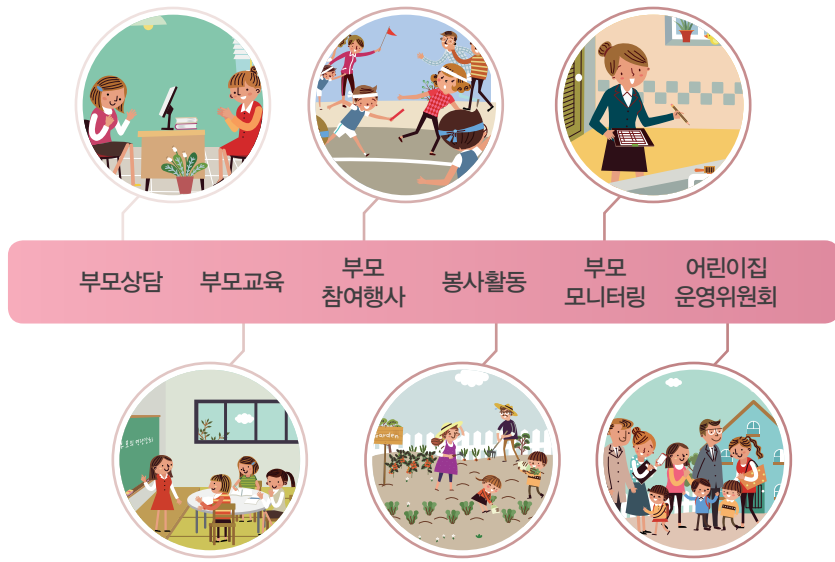 부모상담
부모교육
부모
참여행사
봉사활동
부모
모니터링
어린이집
운영위원회
garden